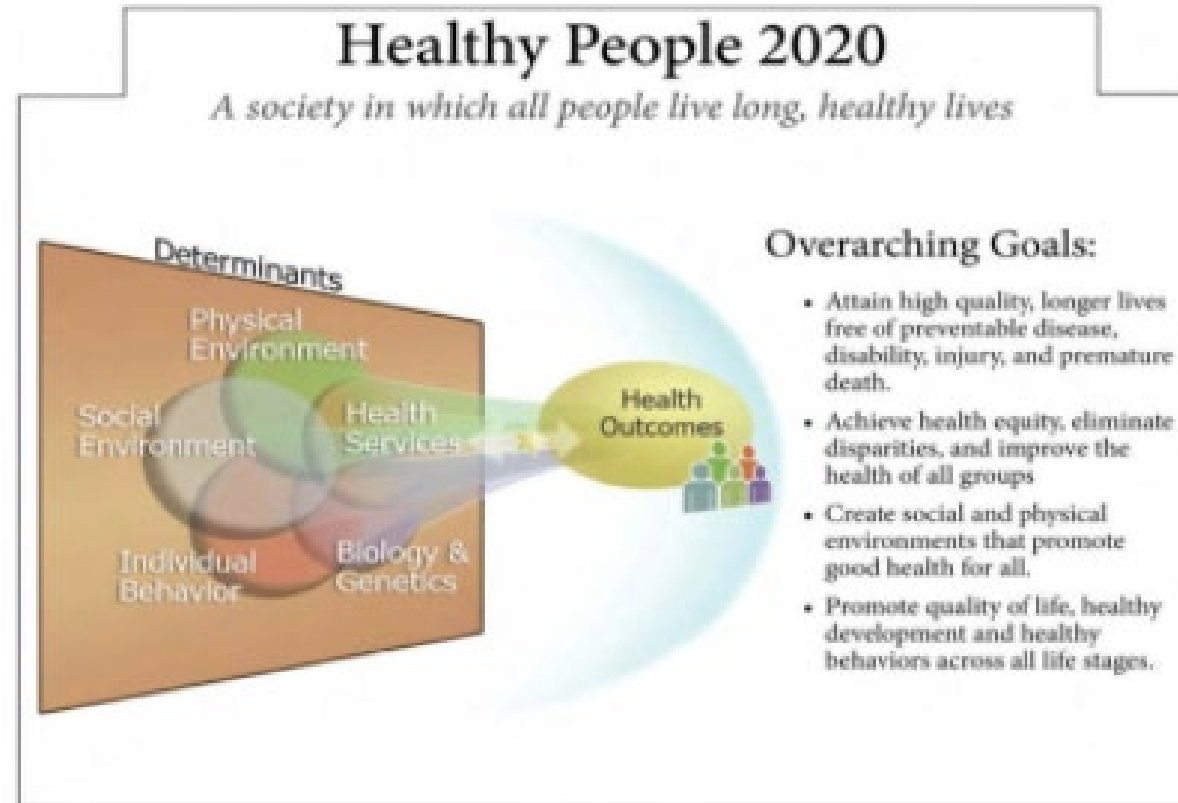 Healthy People 2020
A society in which all people live long, healthy lives
Determinants
Physical
Environment
Social
Environment
Health
Services
Individual
Behavior
Biology &
Genetics
Health
Outcomes
Overarching Goals:
• Attain high quality, longer lives
free of preventable disease,
disability, injury, and premature
death.
• Achieve health equity, eliminate
disparities, and improve the
health of all groups
• Create social and physical
environments that promote
good health for all.
• Promote quality of life, healthy
development and healthy
behaviors across all life stages.